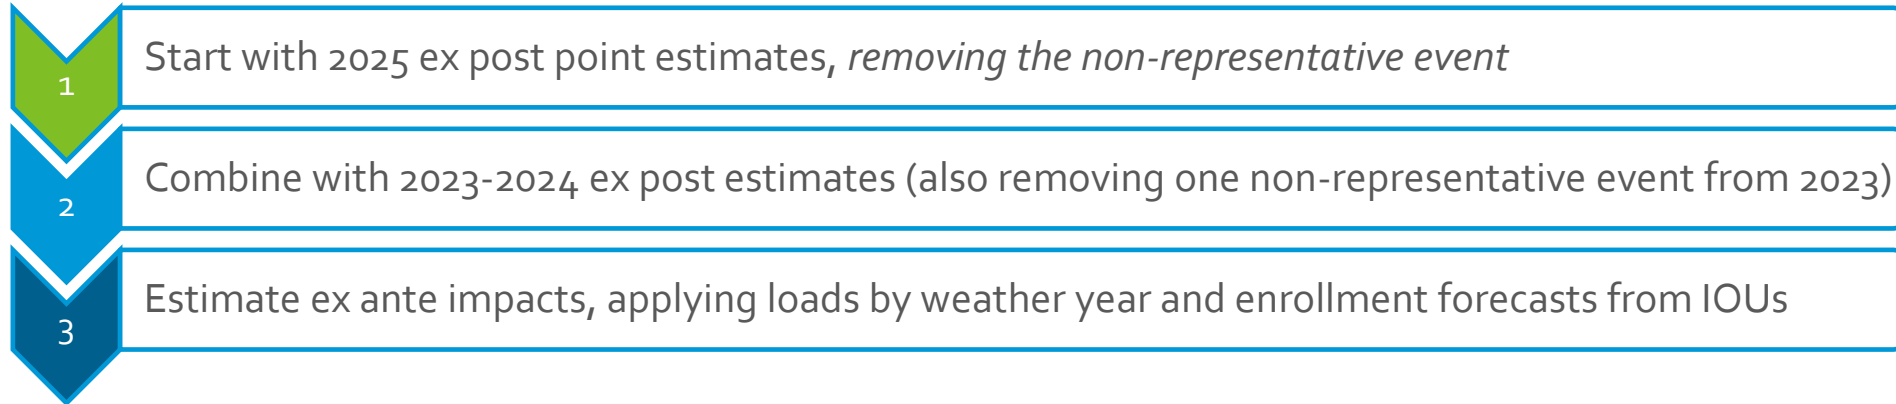 1
Start with 2025 ex post point estimates, removing the non-representative event
2
Combine with 2023-2024 ex post estimates (also removing one non-representative event from 2023)
3
Estimate ex ante impacts, applying loads by weather year and enrollment forecasts from IOUs